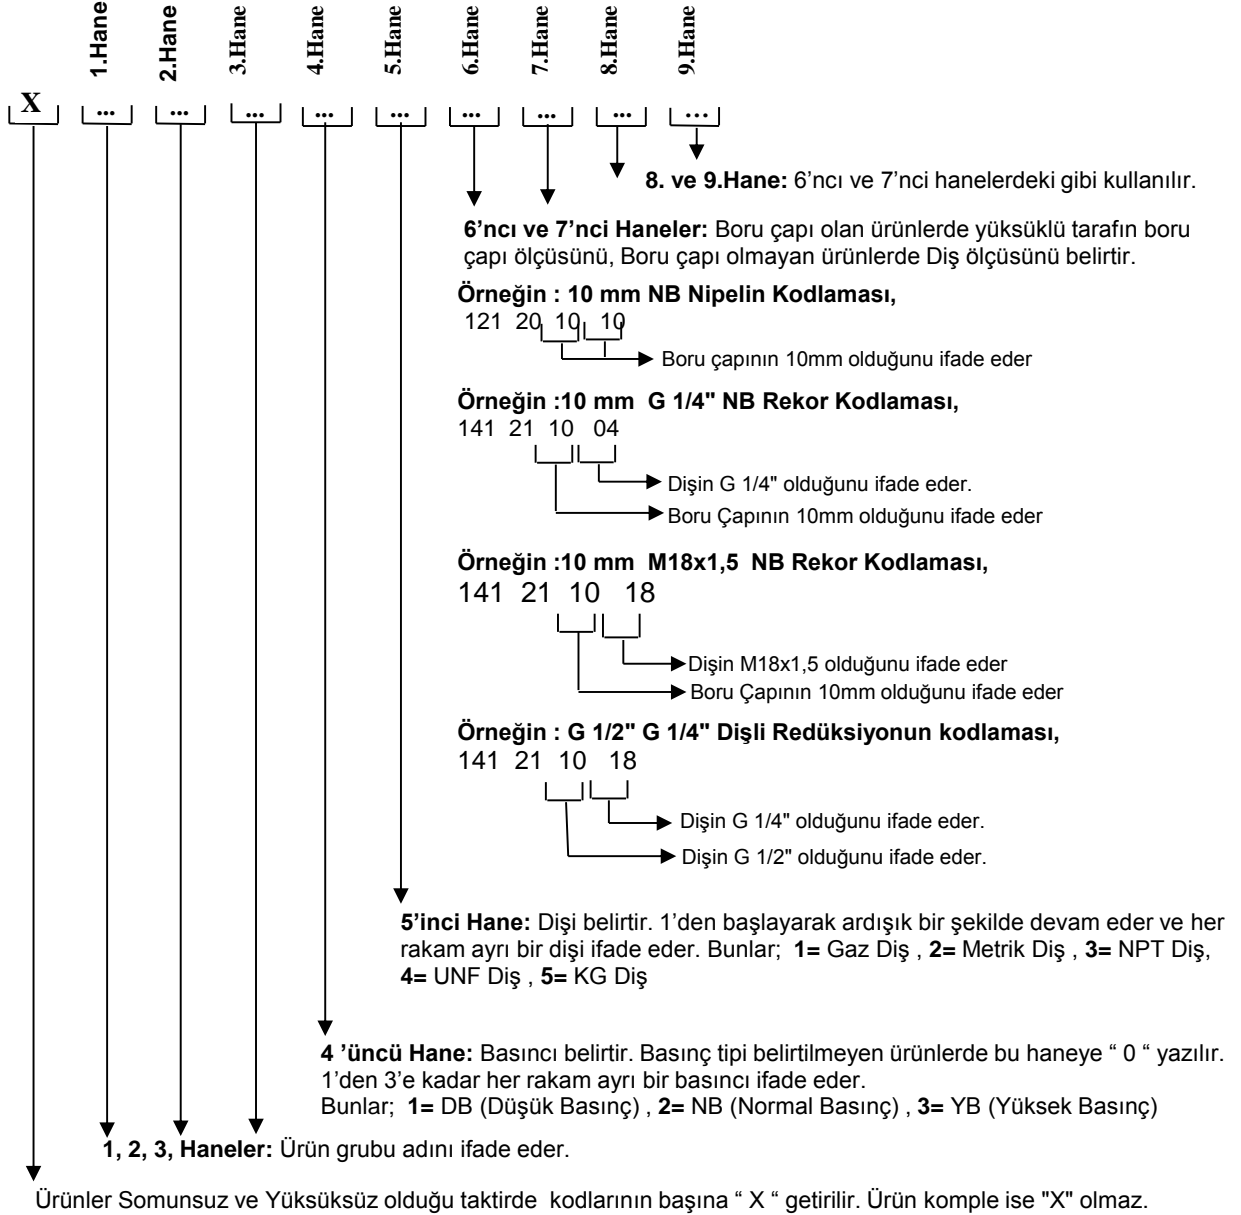 1.Hane 2.Hane 3.Hane 4.Hane 5.Hane 6.Hane 7.Hane 8.Hane 9.Hane
X ... ... ... ... ... ... ... ... ...
8. ve 9.Hane: 6’ncı ve 7’nci hanelerdeki gibi kullanılır.
6’ncı ve 7’nci Haneler: Boru çapı olan ürünlerde yüksüklü tarafın boru
çapı ölçüsünü, Boru çapı olmayan ürünlerde Diş ölçüsünü belirtir.
Örneğin : 10 mm NB Nipelin Kodlaması,
121 20 10 10
Boru çapının 10mm olduğunu ifade eder
Örneğin :10 mm G 1/4" NB Rekor Kodlaması,
141 21 10 04
Dişin G 1/4" olduğunu ifade eder.
Boru Çapının 10mm olduğunu ifade eder
Örneğin :10 mm M18x1,5 NB Rekor Kodlaması,
141 21 10 18
Dişin M18x1,5 olduğunu ifade eder
Boru Çapının 10mm olduğunu ifade eder
Örneğin : G 1/2" G 1/4" Dişli Redüksiyonun kodlaması,
141 21 10 18
Dişin G 1/4" olduğunu ifade eder.
Dişin G 1/2" olduğunu ifade eder.
5’inci Hane: Dişi belirtir. 1’den başlayarak ardışık bir şekilde devam eder ve her
rakam ayrı bir dişi ifade eder. Bunlar; 1= Gaz Diş , 2= Metrik Diş , 3= NPT Diş,
4= UNF Diş , 5= KG Diş
4 ’üncü Hane: Basıncı belirtir. Basınç tipi belirtilmeyen ürünlerde bu haneye “ 0 “ yazılır.
1’den 3’e kadar her rakam ayrı bir basıncı ifade eder.
Bunlar; 1= DB (Düşük Basınç) , 2= NB (Normal Basınç) , 3= YB (Yüksek Basınç)
1, 2, 3, Haneler: Ürün grubu adını ifade eder.
Ürünler Somunsuz ve Yüksüksüz olduğu taktirde kodlarının başına “ X “ getirilir. Ürün komple ise "X" olmaz.